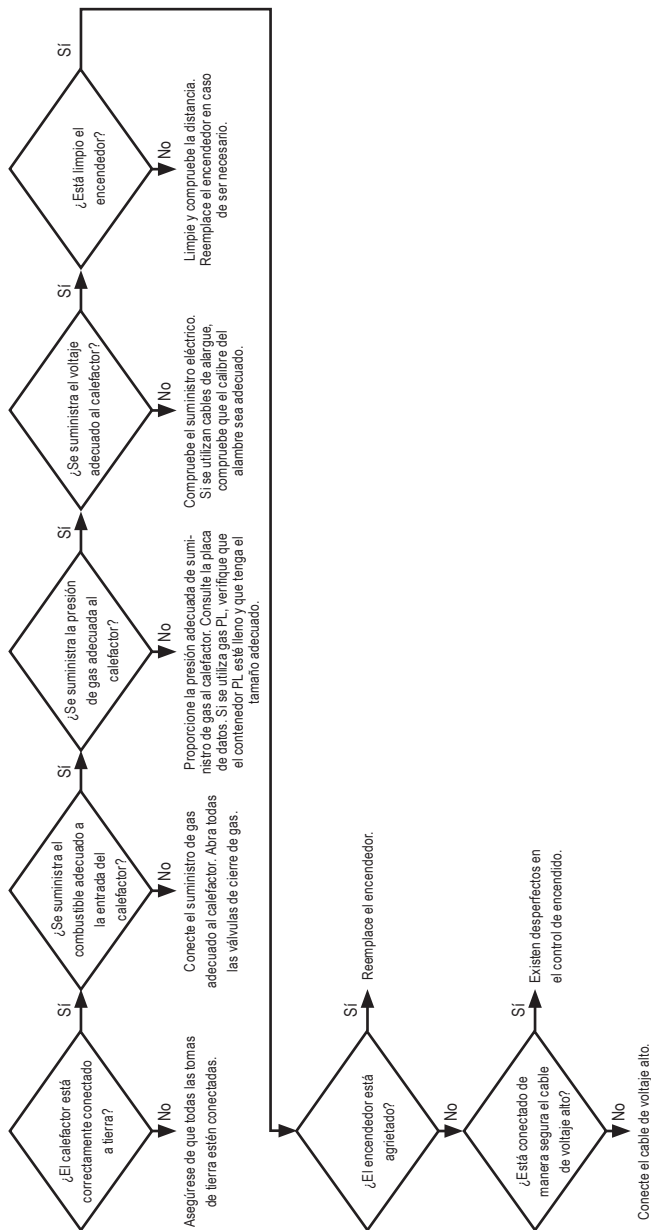 ¿El calefactor está
correctamente conectado
a tierra?
Sí
No
Asegúrese de que todas las tomas
de tierra estén conectadas.
¿Se suministra el
combustible adecuado a
la entrada del
calefactor?
Sí
No
Conecte el suministro de gas
adecuado al calefactor. Abra todas
las válvulas de cierre de gas.
¿Se suministra la presión
de gas adecuada al
calefactor?
Sí
No
Proporcione la presión adecuada de sumi-
nistro de gas al calefactor. Consulte la placa
de datos. Si se utiliza gas PL, verifique que
el contenedor PL esté lleno y que tenga el
tamaño adecuado.
¿Se suministra el voltaje
adecuado al calefactor?
Sí
No
Compruebe el suministro eléctrico.
Si se utilizan cables de alargue,
compruebe que el calibre del
alambre sea adecuado.
¿Está limpio el
encendedor?
Sí
No
Limpie y compruebe la distancia.
Reemplace el encendedor en caso
de ser necesario.
¿El encendedor está
agrietado?
Sí
Reemplace el encendedor.
No
¿Está conectado de
manera segura el cable
de voltaje alto?
Sí
Existen desperfectos en
el control de encendido.
No
Conecte el cable de voltaje alto.